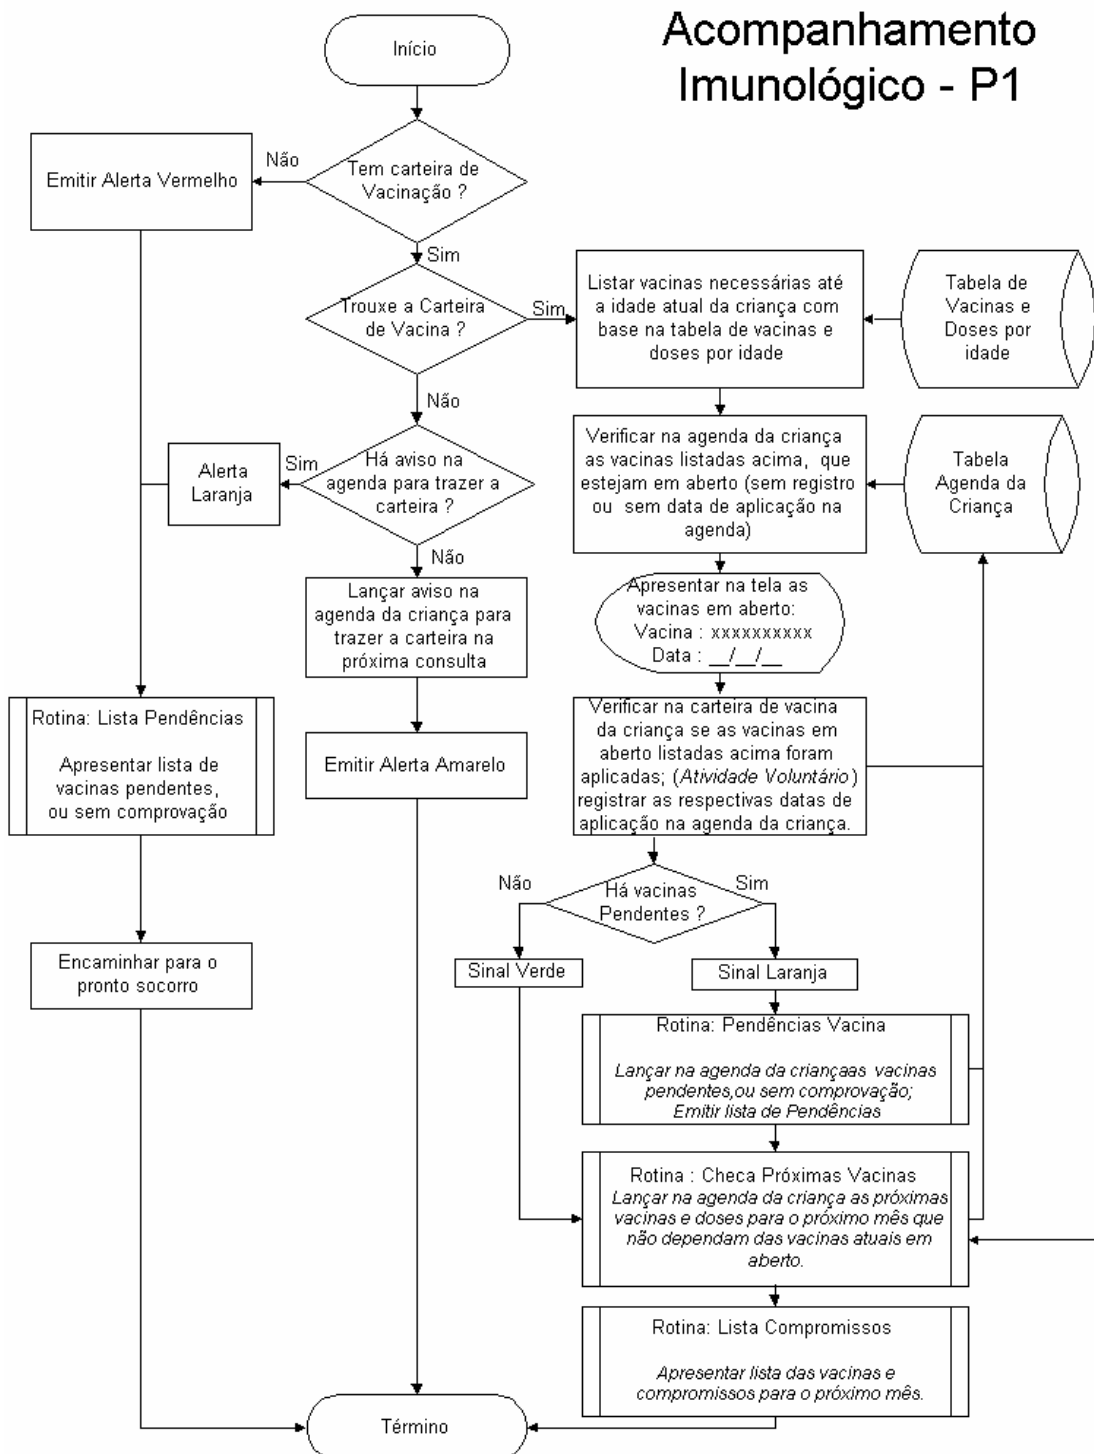 Acompanhamento
Imunológico - P1
Início
Não
Tem carteira de
Vacinação ?
Emitir Alerta Vermelho
Sim
Trouxe a Carteira
de Vacina ?
Sim
Listar vacinas necessárias até
a idade atual da criança com
base na tabela de vacinas e
doses por idade
Tabela de
Vacinas e
Doses por
idade
Não
Há aviso na
agenda para trazer a
carteira ?
Sim
Alerta
Laranja
Verificar na agenda da criança
as vacinas listadas acima, que
estejam em aberto (sem registro
ou sem data de aplicação na
agenda)
Tabela
Agenda da
Criança
Não
Lançar aviso na
agenda da criança para
trazer a carteira na
próxima consulta
Apresentar na tela as
vacinas em aberto:
Vacina : xxxxxxxxxx
Data : __/__/__
Rotina: Lista Pendências
Apresentar lista de
vacinas pendentes,
ou sem comprovação
Emitir Alerta Amarelo
Verificar na carteira de vacina
da criança se as vacinas em
aberto listadas acima foram
aplicadas; (Atividade Voluntário)
registrar as respectivas datas de
aplicação na agenda da criança.
Não
Há vacinas
Pendentes ?
Sim
Encaminhar para o
pronto socorro
Sinal Verde
Sinal Laranja
Rotina: Pendências Vacina
Lançar na agenda da criançaas vacinas
pendentes,ou sem comprovação;
Emitir lista de Pendências
Rotina : Checa Próximas Vacinas
Lançar na agenda da criança as próximas
vacinas e doses para o próximo mês que
não dependam das vacinas atuais em
aberto.
Rotina: Lista Compromissos
Apresentar lista das vacinas e
compromissos para o próximo mês.
Término